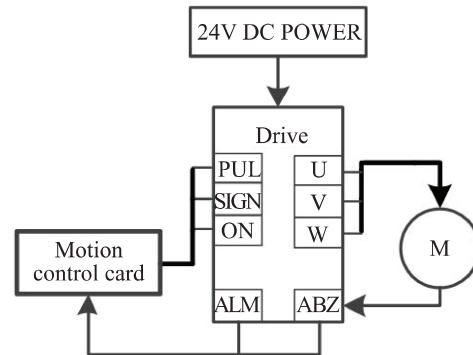 24V DC POWER
Drive
PUL
U
SIGN
V
ON
W
Motion
control card
M
ALM
ABZ